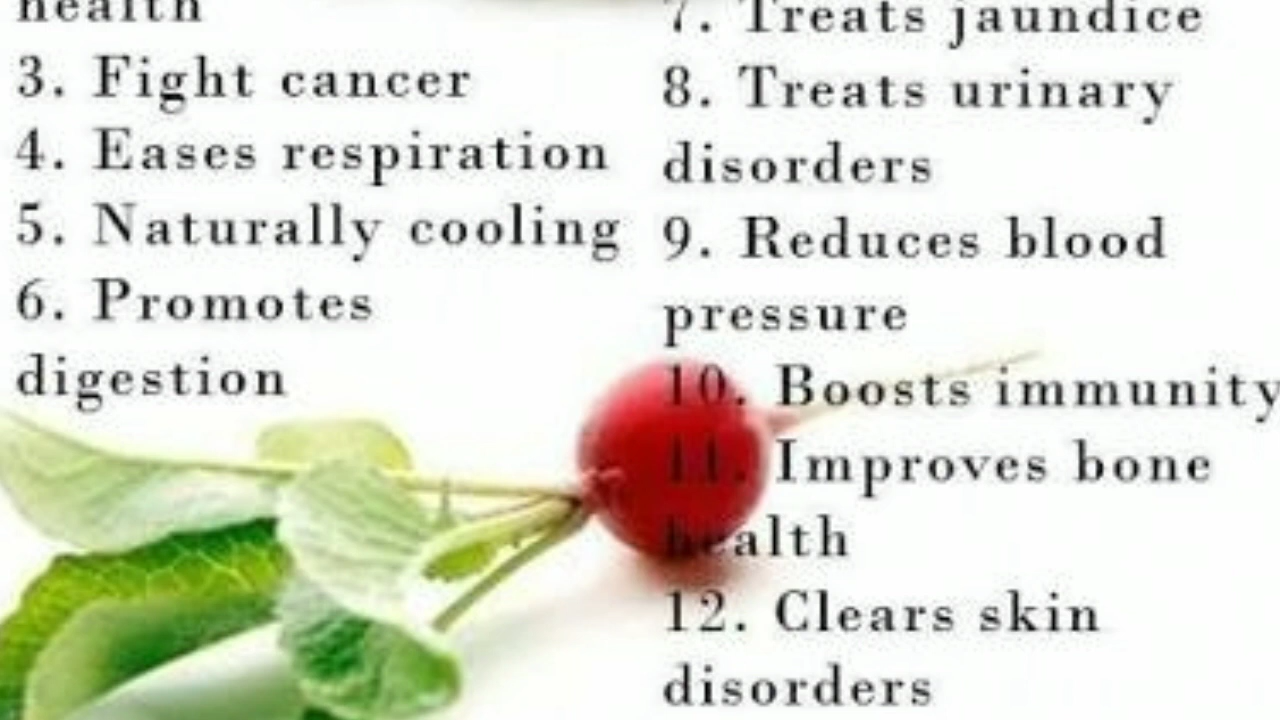 health
3. Fight cancer
4. Eases respiration
5. Naturally cooling
6. Promotes
digestion
7. Treats jaundice
8. Treats urinary
disorders
9. Reduces blood
pressure
10. Boosts immunity
11. Improves bone
health
12. Clears skin
disorders